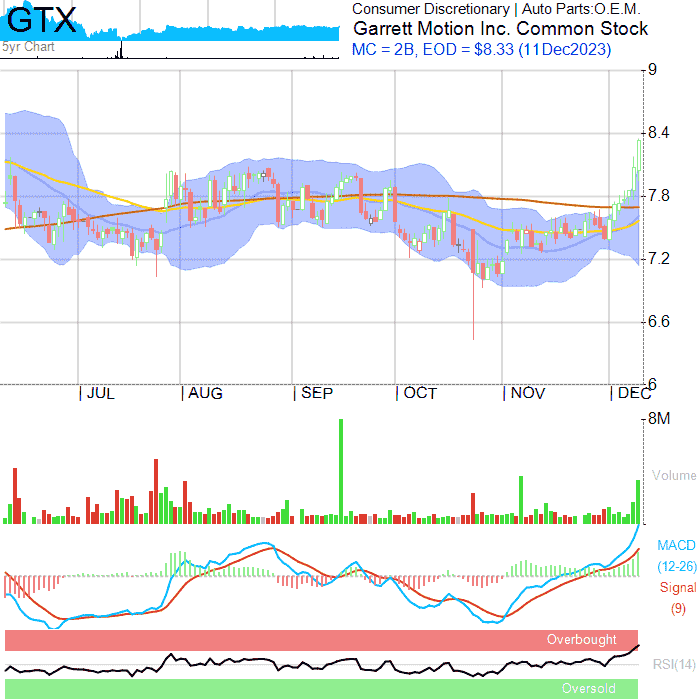 GTX
5yr Chart
Consumer Discretionary | Auto Parts:O.E.M.
Garrett Motion Inc. Common Stock
MC = 2B, EOD = $8.33 (11Dec2023)
9
8.4
7.8
7.2
6.6
6
JUL AUG SEP OCT NOV DEC
8M
Volume
MACD
(12-26)
Signal
(9)
Overbought
RSI(14)
Oversold